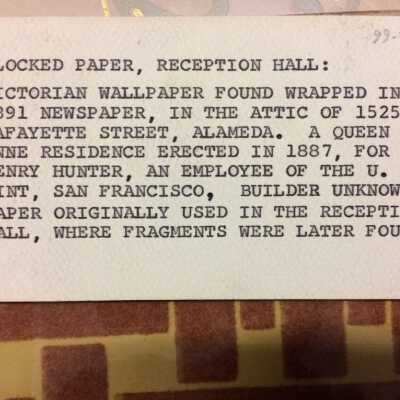 99-
LOCKED PAPER, RECEPTION HALL:
ICTORIAN WALLPAPER FOUND WRAPPED IN
891 NEWSPAPER, IN THE ATTIC OF 1525
AFAYETTE STREET, ALAMEDA. A QUEEN
NNE RESIDENCE ERECTED IN 1887, FOR
ENRY HUNTER, AN EMPLOYEE OF THE U.
INT, SAN FRANCISCO, BUILDER UNKNOW
APER ORIGINALLY USED IN THE RECEPTI
ALL, WHERE FRAGMENTS WERE LATER FOU